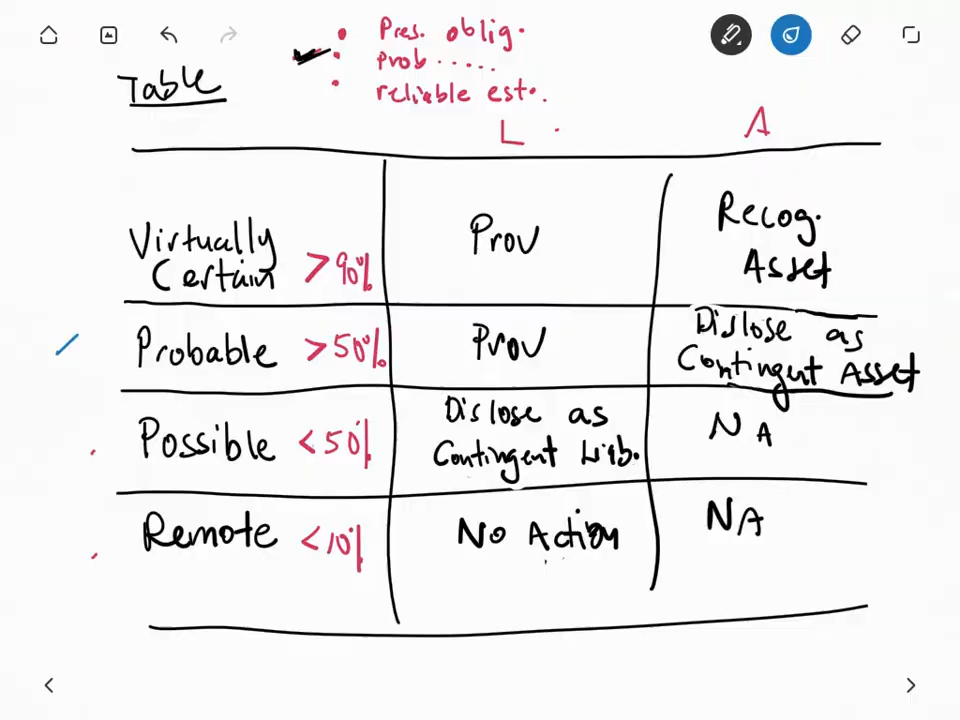 Pres. oblig.
prob .....
reliable est.
Table
L A
Virtually
Certain >90%
Prov
Recog.
Asset
Probable >50%
Prov
Dislose as
Contingent Asset
Possible <50%
Dislose as
Contingent Liab.
NA
Remote <10%
No Action
NA